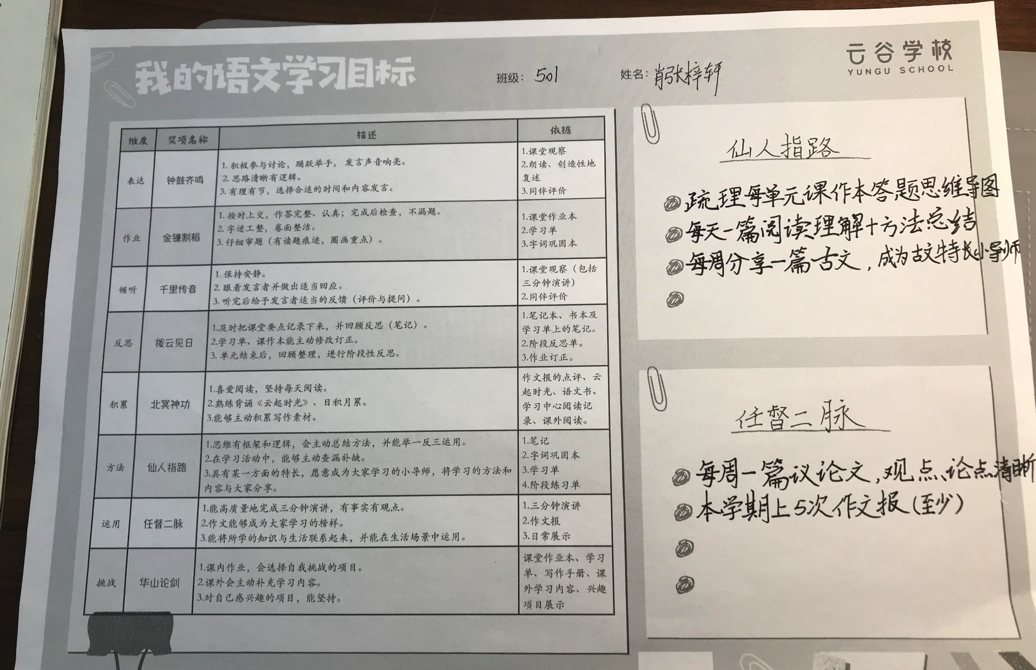 我的语文学习目标
班级: 501
姓名: 肖张梓轩
云谷学校
YUNGU SCHOOL
维度 奖项名称 描述 依据
表达 钟鼓齐鸣
1. 积极参与讨论，踊跃举手，发言声音响亮。
2. 思路清晰有逻辑。
3. 有理有节，选择合适的时间和内容发言。
1.课堂观察
2.朗读、创造性地
复述
3.同伴评价
作业 金镰割稻
1. 按时上交，作答完整、认真；完成后检查，不漏题。
2. 字迹工整，卷面整洁。
3. 仔细审题（有读题痕迹，圈画重点）。
1.课堂作业本
2.学习单
3.字词巩固本
倾听 千里传音
1. 保持安静。
2. 跟着发言者并做出适当回应。
3. 听完后给予发言者适当的反馈（评价与提问）。
1.课堂观察（包括
三分钟演讲）
2.同伴评价
反思 拨云见日
1.及时把课堂要点记录下来，并回顾反思（笔记）。
2.学习单、课作本能主动修改订正。
3. 单元结束后，回顾整理，进行阶段性反思。
1.笔记本、书本及
学习单上的笔记。
2.阶段反思单。
3.作业订正。
积累 北冥神功
1.喜爱阅读，坚持每天阅读。
2.熟练背诵《云起时光》、日积月累。
3.能够主动积累写作素材。
作文报的点评、云
起时光、语文书、
学习中心阅读记
录、课外阅读。
方法 仙人指路
1.思维有框架和逻辑，会主动总结方法，并能举一反三运用。
2.在学习活动中，能够主动查漏补缺。
3.具有某一方面的特长，愿意成为大家学习的小导师，将学习的方法和
内容与大家分享。
1.笔记
2.字词巩固本
3.学习单
4.阶段练习单
运用 任督二脉
1.能高质量地完成三分钟演讲，有事实有观点。
2.作文能够成为大家学习的榜样。
3.能将所学的知识与生活联系起来，并能在生活场景中运用。
1.三分钟演讲
2.作文报
3.日常展示
挑战 华山论剑
1.课内作业，会选择自我挑战的项目。
2.课外会主动补充学习内容。
3.对自己感兴趣的项目，能坚持。
课堂作业本、学习
单、写作手册、课
外学习内容、兴趣
项目展示
仙人指路
疏理每单元课作本答题思维导图
每天一篇阅读理解十方法总结
每周分享一篇古文，成为古文特长小导师
任督二脉
每周一篇议论文，观点、论点清晰
本学期上5次作文报（至少）